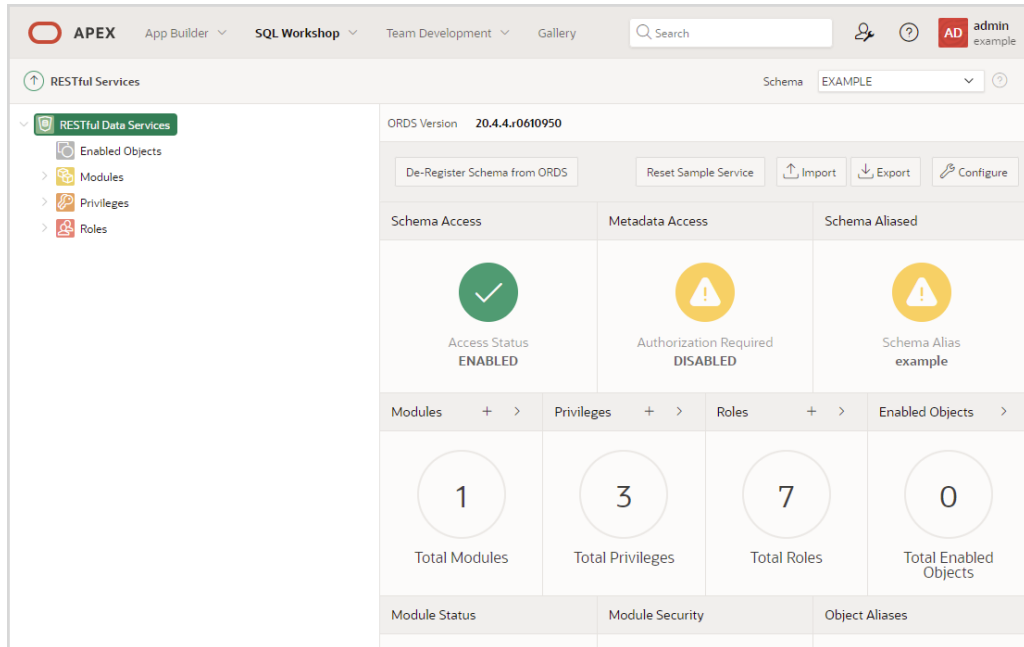 APEX App Builder SQL Workshop Team Development Gallery Search AD admin
example
RESTful Services Schema EXAMPLE
RESTful Data Services
Enabled Objects
Modules
Privileges
Roles
ORDS Version 20.4.4.r0610950
De-Register Schema from ORDS Reset Sample Service Import Export Configure
Schema Access Metadata Access Schema Aliased
Access Status Authorization Required Schema Alias
ENABLED DISABLED example
Modules Privileges Roles Enabled Objects
1 3 7 0
Total Modules Total Privileges Total Roles Total Enabled
Objects
Module Status Module Security Object Aliases